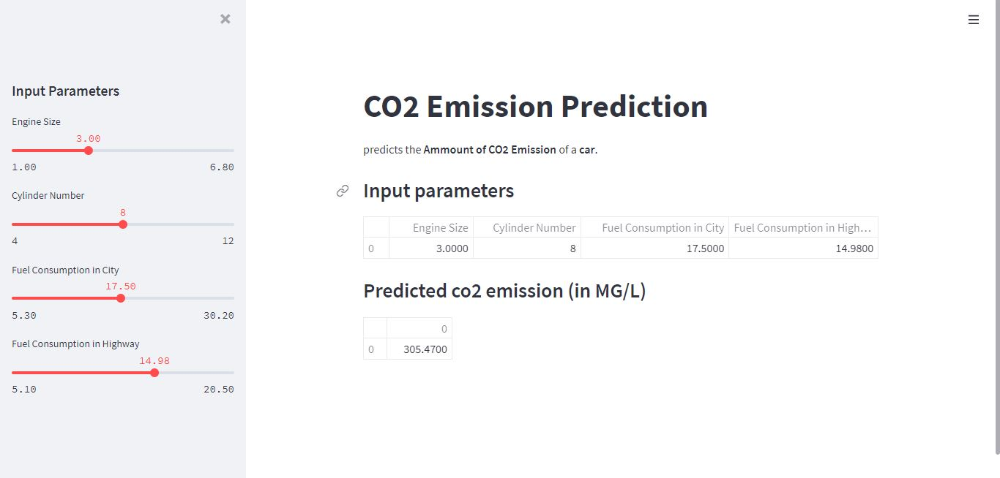 Input Parameters
Engine Size
3.00
1.00 6.80
Cylinder Number
8
4 12
Fuel Consumption in City
17.50
5.30 30.20
Fuel Consumption in Highway
14.98
5.10 20.50
CO2 Emission Prediction
predicts the Ammount of CO2 Emission of a car.
Input parameters
Engine Size Cylinder Number Fuel Consumption in City Fuel Consumption in High…
0 3.0000 8 17.5000 14.9800
Predicted co2 emission (in MG/L)
0
0 305.4700